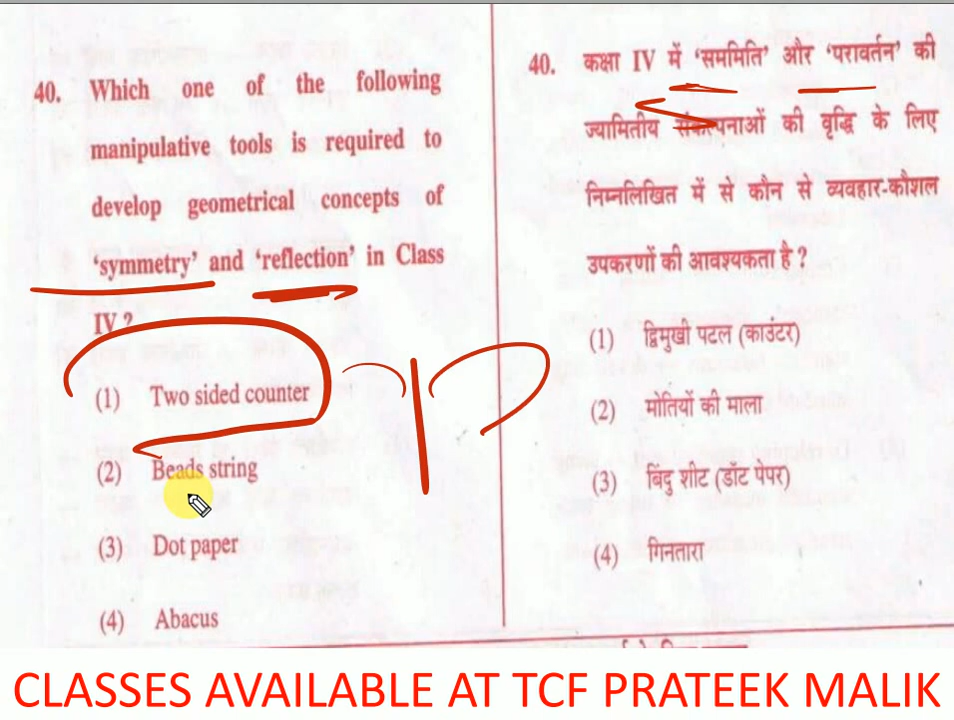 40. Which one of the following
manipulative tools is required to
develop geometrical concepts of
‘symmetry’ and ‘reflection’ in Class
IV ?
(1) Two sided counter
(2) Beads string
(3) Dot paper
(4) Abacus
40. कक्षा IV में ‘सममिति’ और ‘परावर्तन’ की
ज्यामितीय संकल्पनाओं की वृद्धि के लिए
निम्नलिखित में से कौन से व्यवहार-कौशल
उपकरणों की आवश्यकता है ?
(1) द्विमुखी पटल (काउंटर)
(2) मोतियों की माला
(3) बिंदु शीट (डॉट पेपर)
(4) गिनतारा
CLASSES AVAILABLE AT TCF PRATEEK MALIK